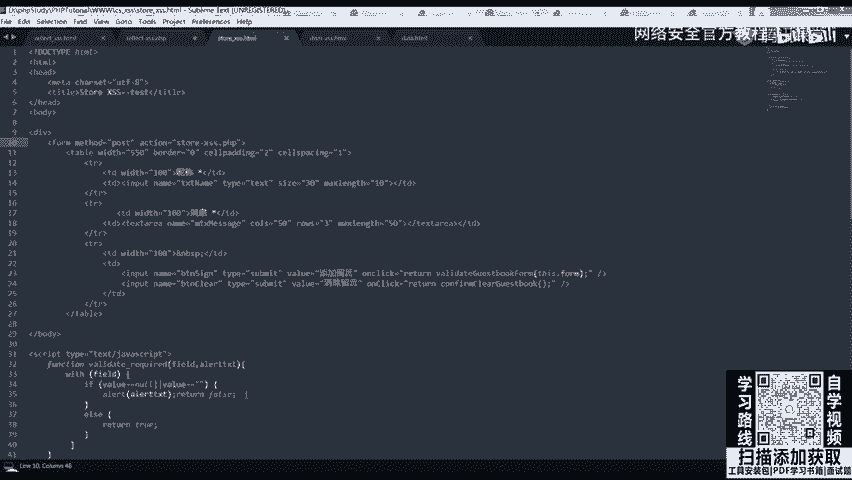 D:\phpStudy\PHPTutorial\WWW\cs_xss\store_xss.html - Sublime Text (UNREGISTERED)
File Edit Selection Find View Goto Tools Project Preferences Help
reflect_xss.html
store_xss.html
网络安全官方教程
bilibili
1 <!DOCTYPE html>
2 <html>
3 <head>
4 <meta charset="utf-8">
5 <title>Store XSS-test</title>
6 </head>
7 <body>
8
9 <div>
10 <form method="post" action="store-xss.php">
11 <table width="550" border="0" cellpadding="2" cellspacing="1">
12 <tr>
13 <td width="100">昵称 *</td>
14 <td><input name="txtName" type="text" size="30" maxlength="10"></td>
15 </tr>
16 <tr>
17 <td width="100">消息 *</td>
18 <td><textarea name="mtxMessage" cols="50" rows="3" maxlength="50"></textarea></td>
19 </tr>
20 <tr>
21 <td width="100">&nbsp;</td>
22 <td>
23 <input name="btnSign" type="submit" value="添加留言" onclick="return validateGuestbookForm(this.form);" />
24 <input name="btnClear" type="submit" value="清除留言" onClick="return confirmClearGuestbook();" />
25 </td>
26 </tr>
27 </table>
28
29 </body>
30
31 <script type="text/javascript">
32 function validate_required(field,alerttxt){
33 with (field) {
34 if (value==null||value=="") {
35 alert(alerttxt);return false; {
36 }
37 else {
38 return true;
39 }
40 }
41 }
Line 10, Column 48
学习路线
自学视频
扫描添加获取
工具安装包|PDF学习书籍|面试题